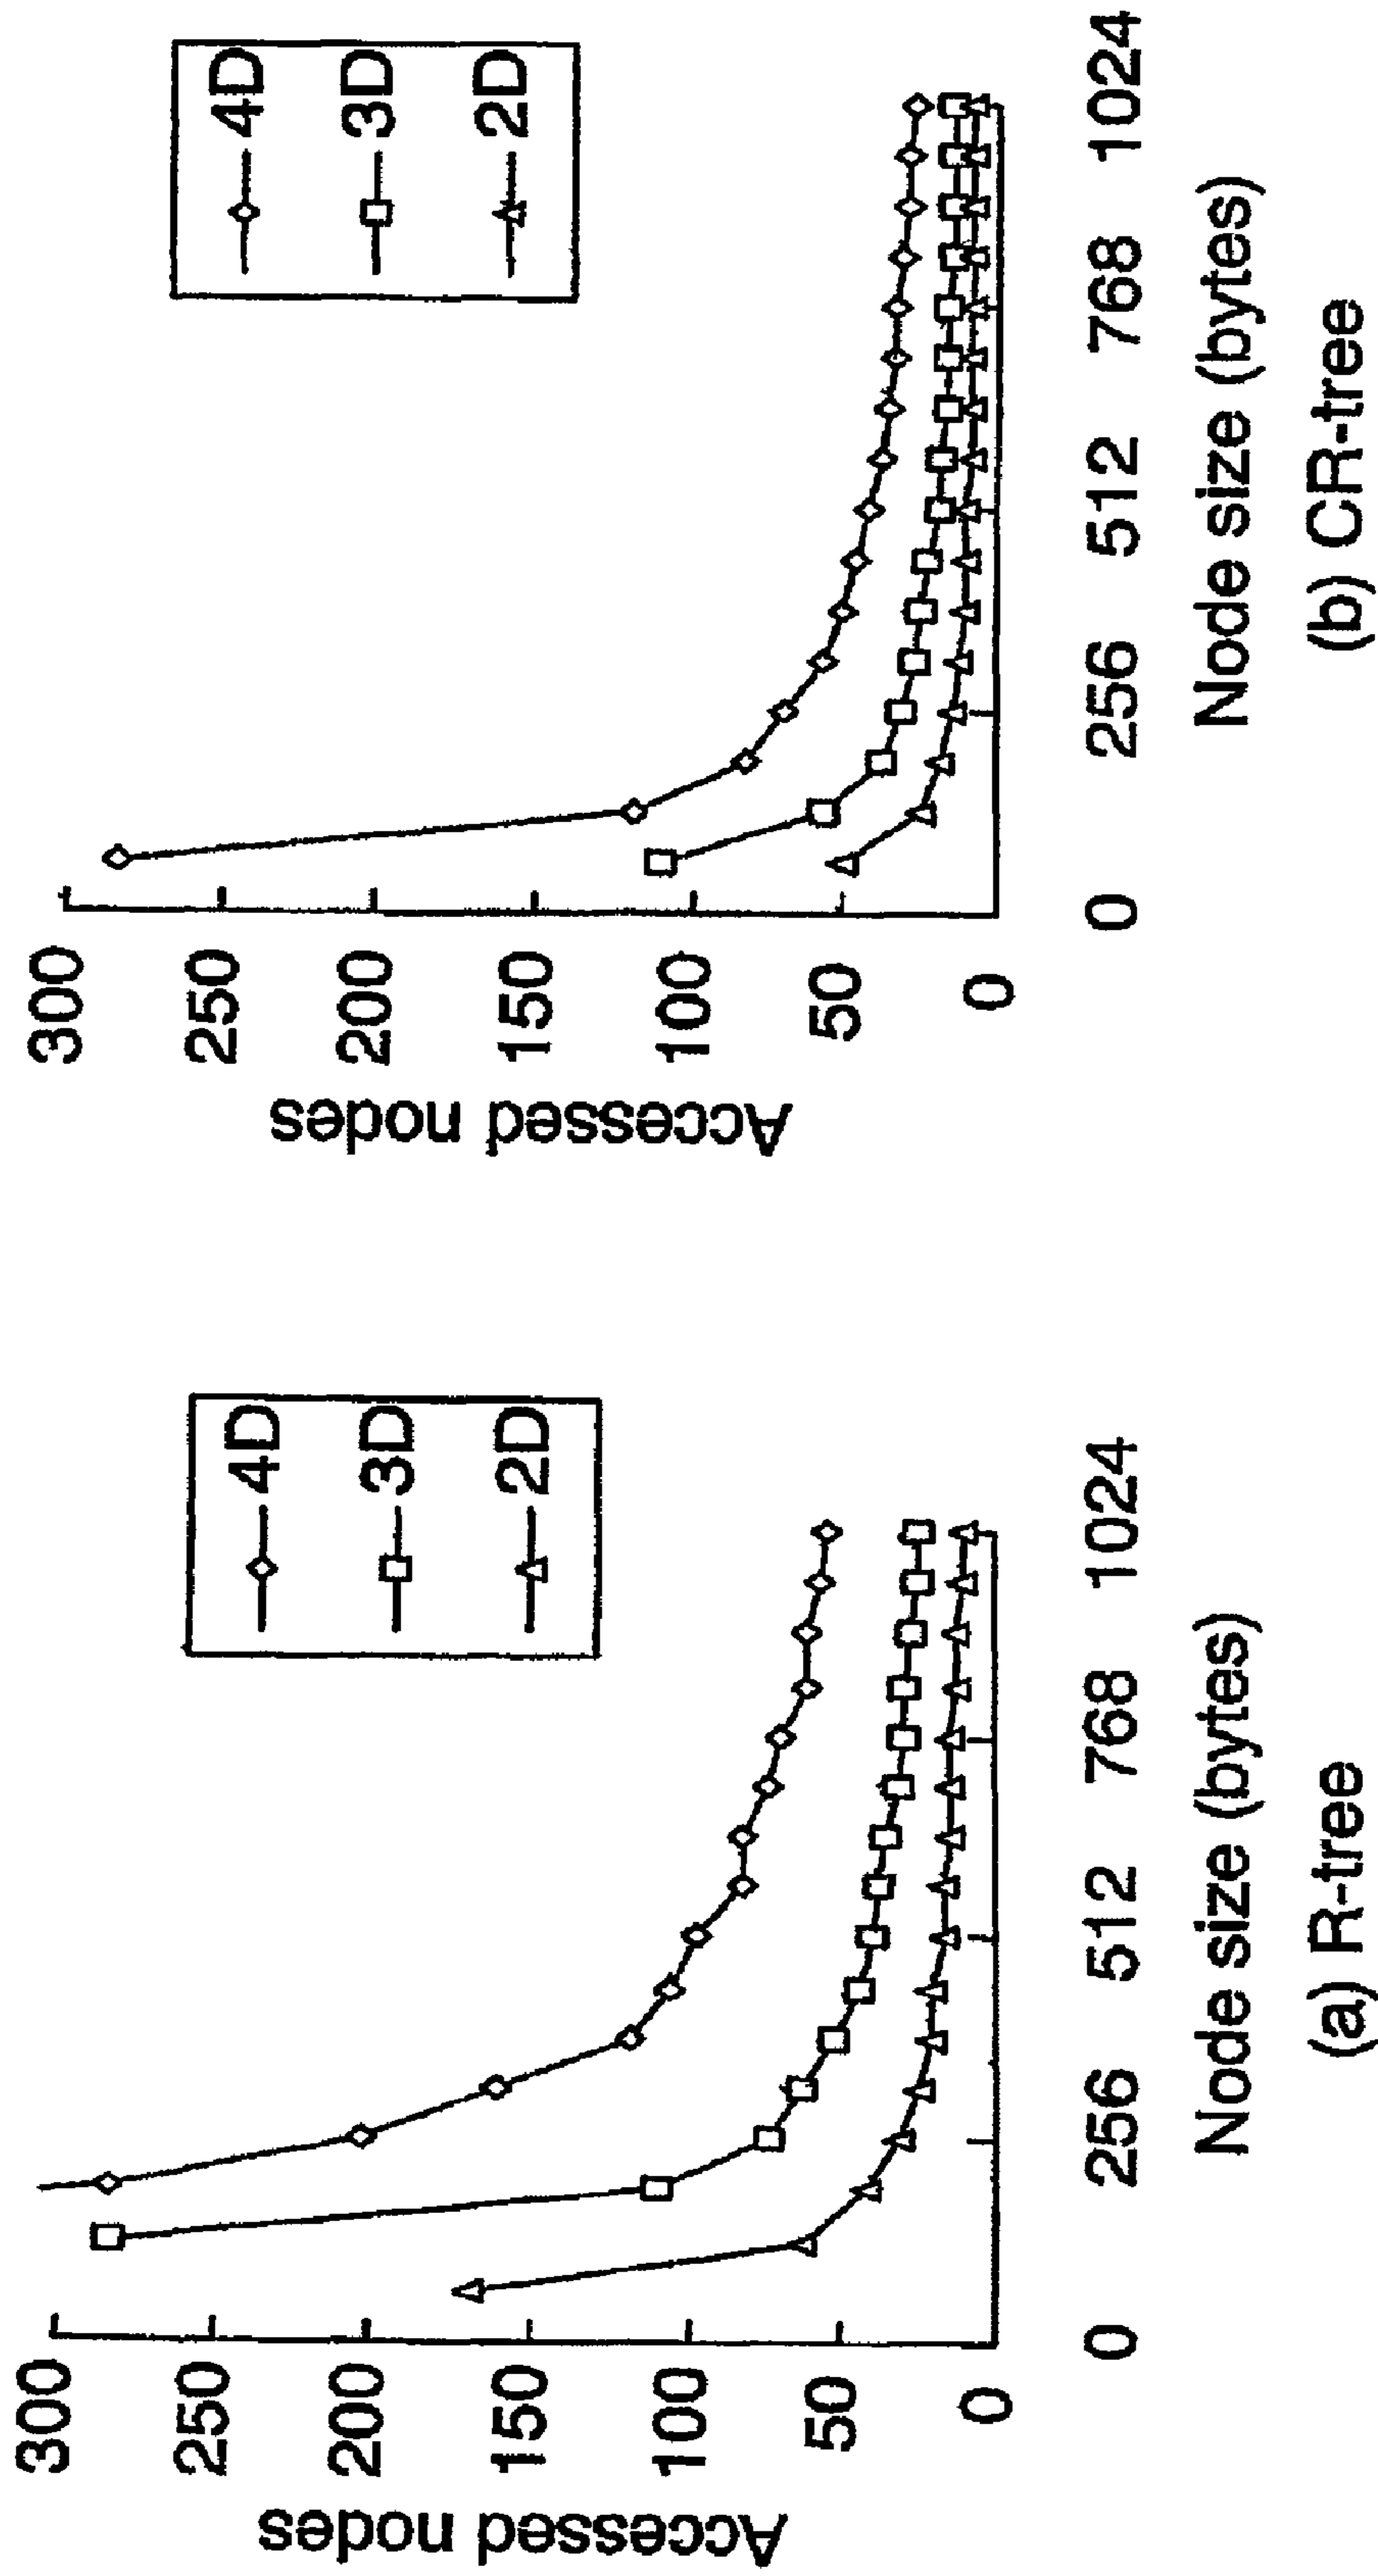 Accessed nodes
300
250
200
150
100
50
0
0 256 512 768 1024
Node size (bytes)
4D
3D
2D
(a) R-tree
Accessed nodes
300
250
200
150
100
50
0
0 256 512 768 1024
Node size (bytes)
4D
3D
2D
(b) CR-tree